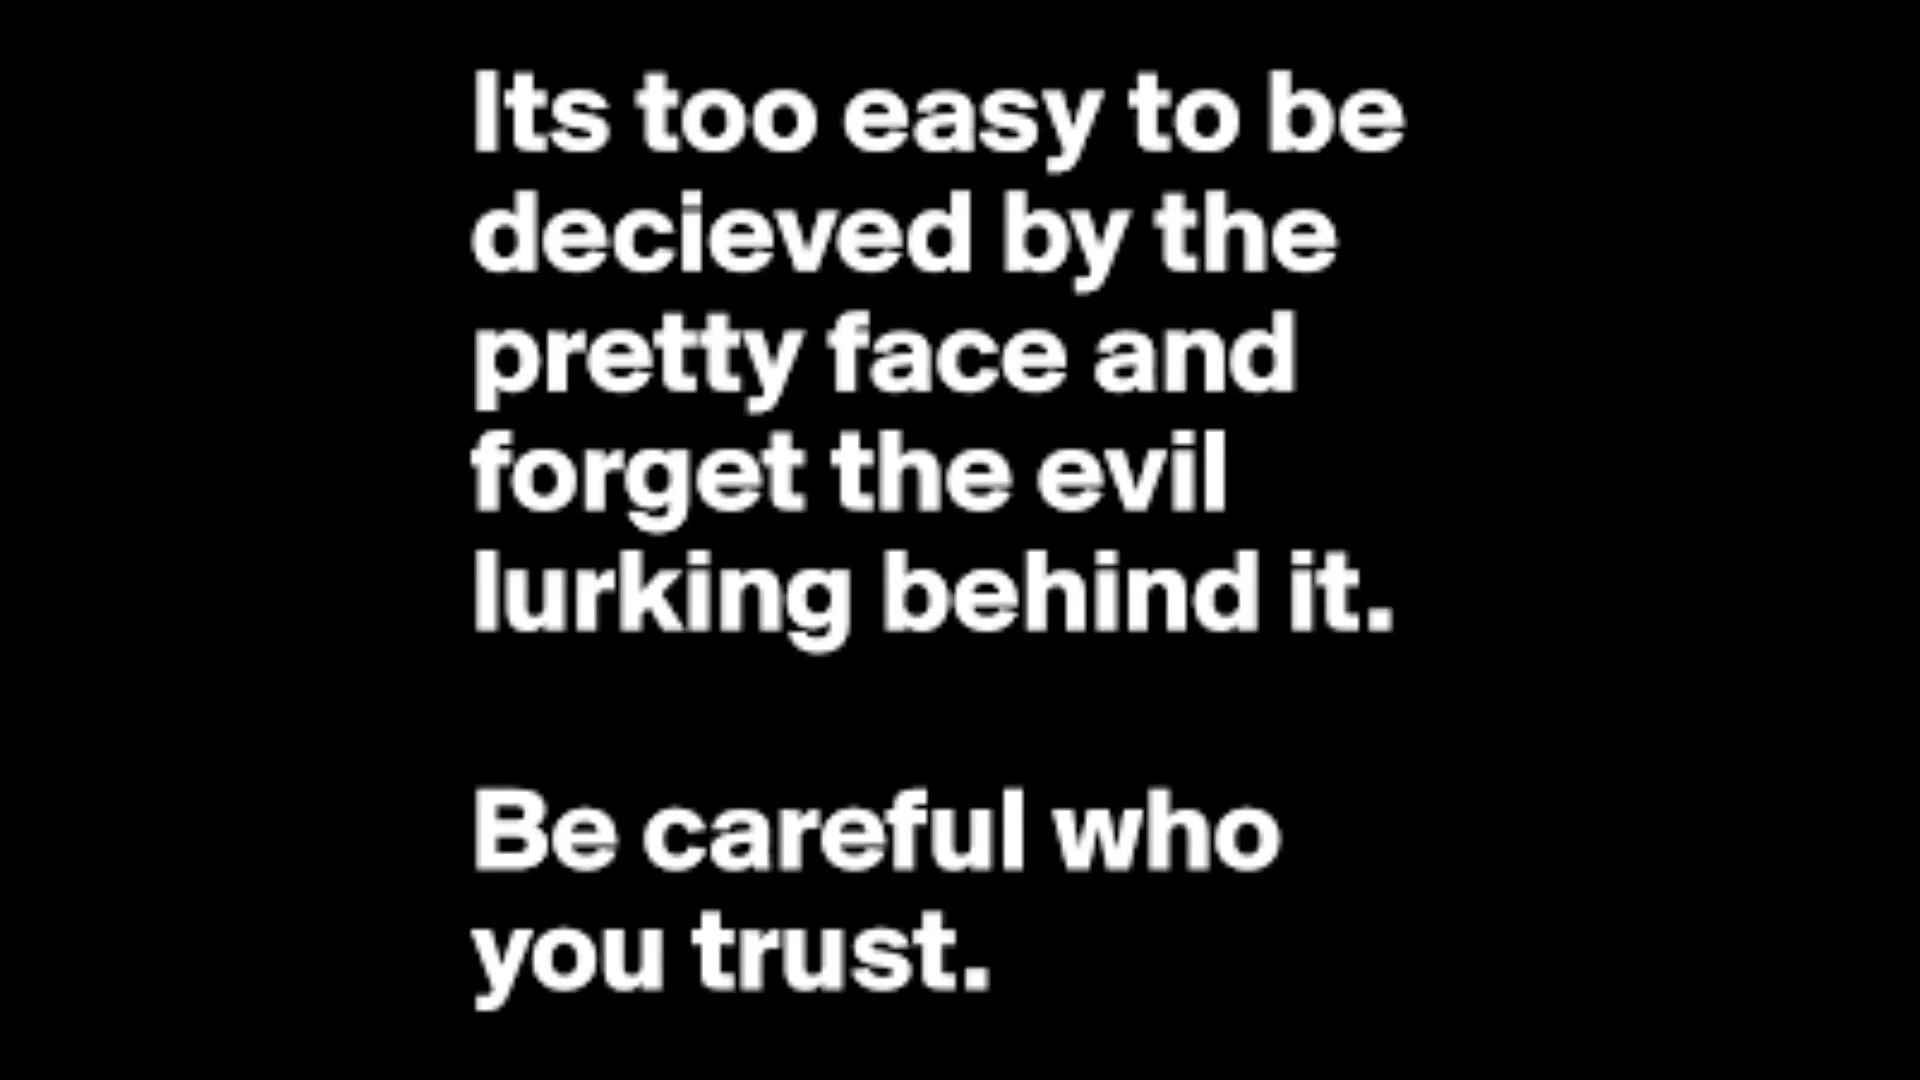 Its too easy to be
decieved by the
pretty face and
forget the evil
lurking behind it.
Be careful who
you trust.